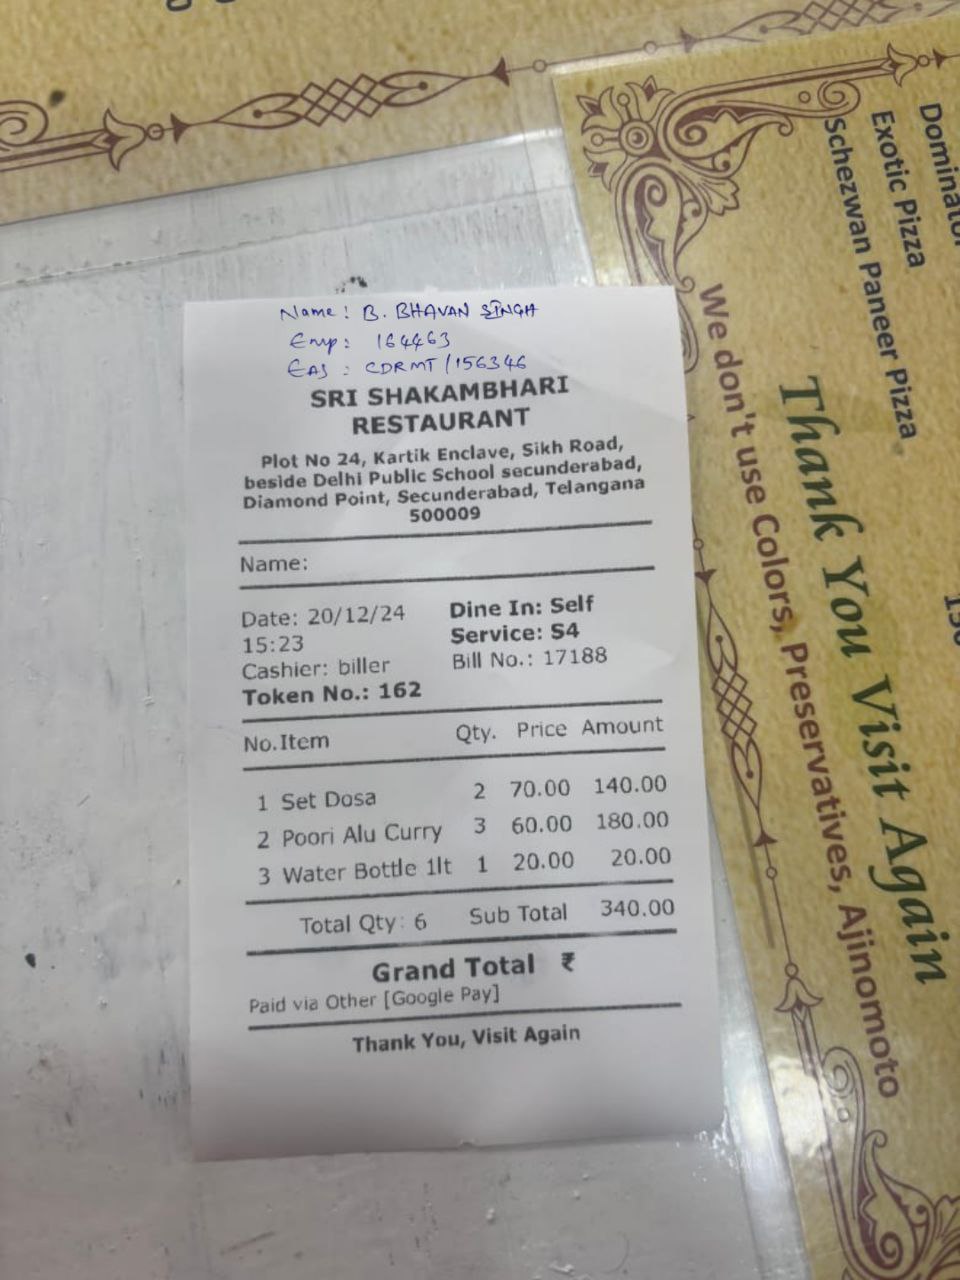 Name: B. BHAVAN SINGH
Emp: 164463
EAS: CDRMT/156346
SRI SHAKAMBHARI
RESTAURANT
Plot No 24, Kartik Enclave, Sikh Road,
beside Delhi Public School secunderabad,
Diamond Point, Secunderabad, Telangana
500009
Name:
Date: 20/12/24 Dine In: Self
15:23 Service: S4
Cashier: biller Bill No.: 17188
Token No.: 162
No.Item Qty. Price Amount
1 Set Dosa 2 70.00 140.00
2 Poori Alu Curry 3 60.00 180.00
3 Water Bottle 1lt 1 20.00 20.00
Total Qty: 6 Sub Total 340.00
Grand Total ₹
Paid via Other [Google Pay]
Thank You, Visit Again
Exotic Pizza
Schezwan Paneer Pizza
Thank You Visit Again
We don't use Colors, Preservatives, Ajinomoto